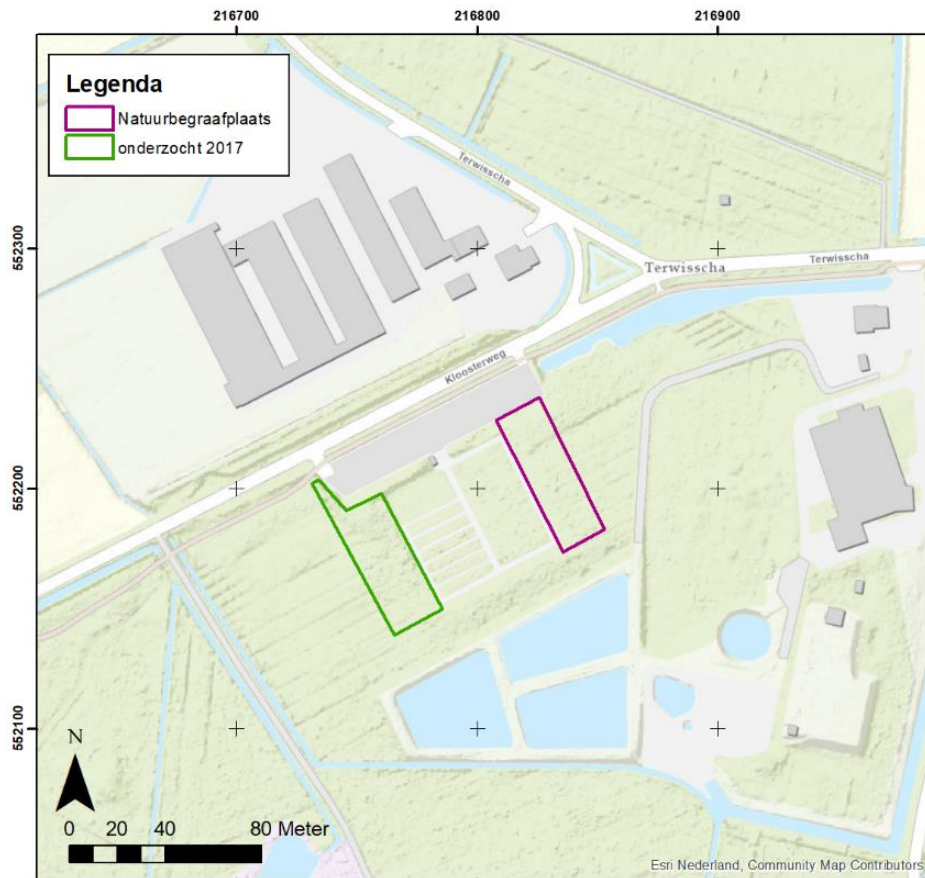 216700 216800 216900
Legenda
Natuurbegraafplaats
onderzocht 2017
Terwisscha
552300
Terwisscha
Terwisscha
Kloosterweg
552200
552100
N
0 20 40 80 Meter
Esri Nederland, Community Map Contributors